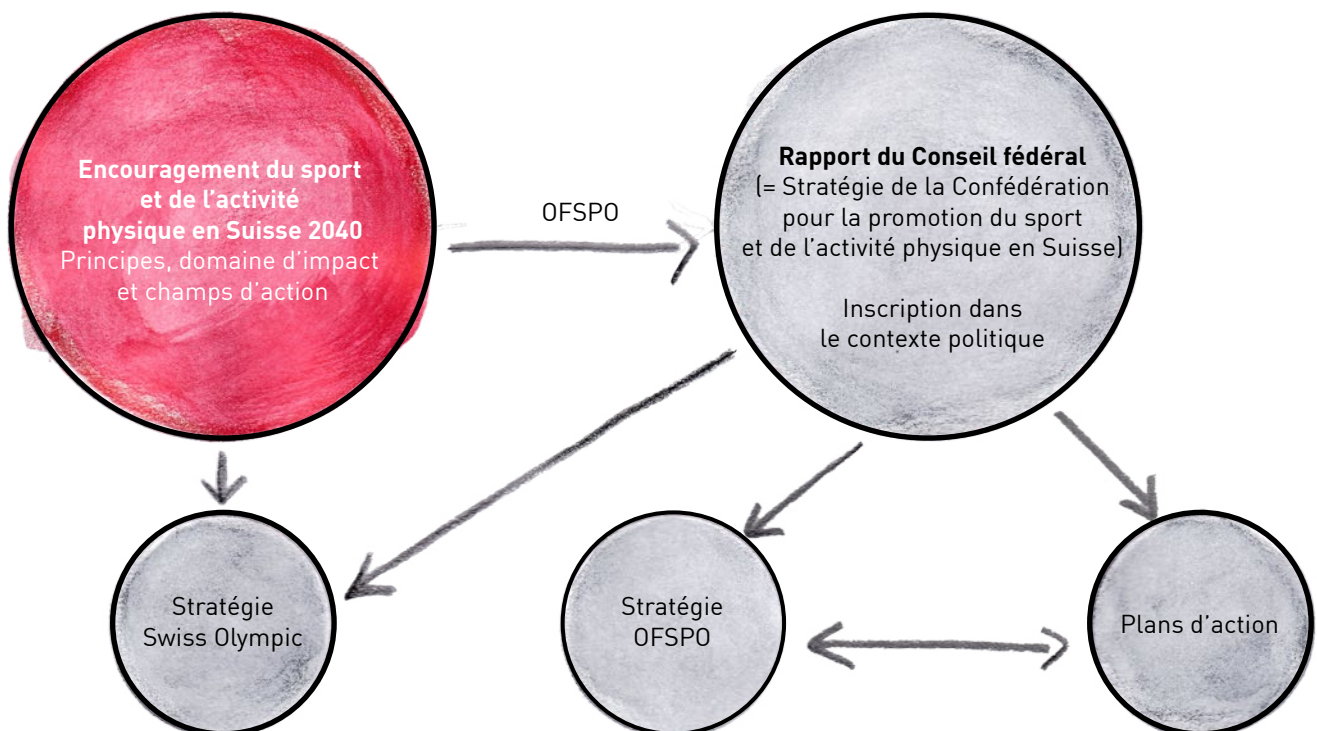 Encouragement du sport
et de l'activité
physique en Suisse 2040
Principes, domaine d'impact
et champs d'action
OFSPO
Rapport du Conseil fédéral
(= Stratégie de la Confédération
pour la promotion du sport
et de l'activité physique en Suisse)
Inscription dans
le contexte politique
Stratégie
Swiss Olympic
Stratégie
OFSPO
Plans d'action